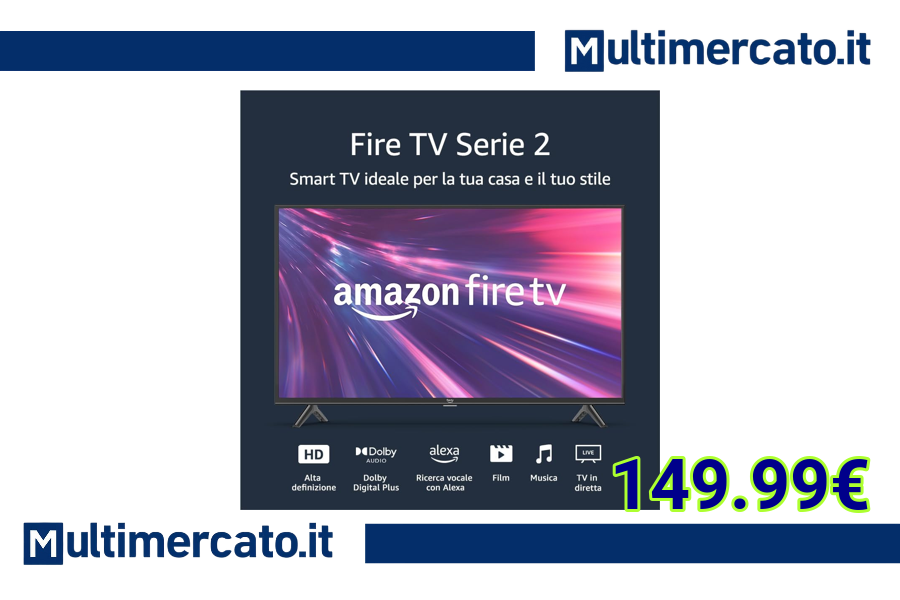 Multimercato.it
Fire TV Serie 2
Smart TV ideale per la tua casa e il tuo stile
amazon fire tv
HD
Dolby
AUDIO
alexa
LIVE
Alta
definizione
Dolby
Digital Plus
Ricerca vocale
con Alexa
Film
Musica
TV in
diretta
149.99€
Multimercato.it